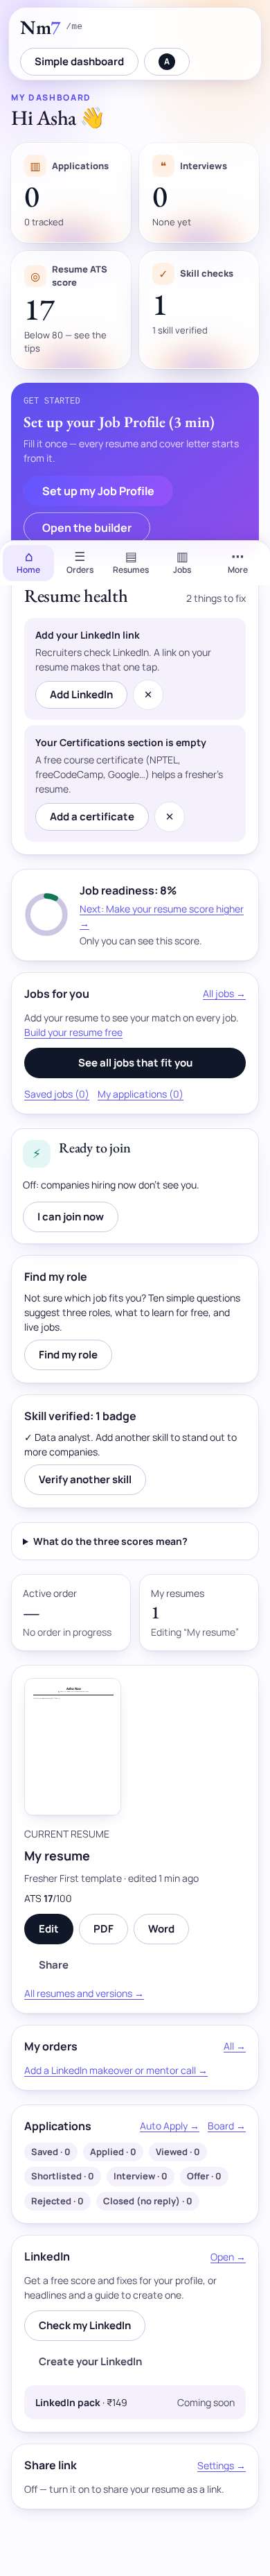 Nm7 /me
Simple dashboard
A
MY DASHBOARD
Hi Asha 👋
Applications
0
0 tracked
Interviews
0
None yet
Resume ATS
score
17
Below 80 — see the
tips
Skill checks
1
1 skill verified
GET STARTED
Set up your Job Profile (3 min)
Fill it once — every resume and cover letter starts
from it.
Set up my Job Profile
Open the builder
Home
Orders
Resumes
Jobs
More
Resume health
2 things to fix
Add your LinkedIn link
Recruiters check LinkedIn. A link on your
resume makes that one tap.
Add LinkedIn
✕
Your Certifications section is empty
A free course certificate (NPTEL,
freeCodeCamp, Google...) helps a fresher's
resume.
Add a certificate
✕
Job readiness: 8%
Next: Make your resume score higher
→
Only you can see this score.
Jobs for you
All jobs →
Add your resume to see your match on every job.
Build your resume free
See all jobs that fit you
Saved jobs (0) My applications (0)
Ready to join
Off: companies hiring now don't see you.
I can join now
Find my role
Not sure which job fits you? Ten simple questions
suggest three roles, what to learn for free, and
live jobs.
Find my role
Skill verified: 1 badge
✓ Data analyst. Add another skill to stand out to
more companies.
Verify another skill
▶ What do the three scores mean?
Active order
—
No order in progress
My resumes
1
Editing “My resume”
CURRENT RESUME
My resume
Fresher First template · edited 1 min ago
ATS 17/100
Edit
PDF
Word
Share
All resumes and versions →
My orders
All →
Add a LinkedIn makeover or mentor call →
Applications
Auto Apply → Board →
Saved · 0 Applied · 0 Viewed · 0
Shortlisted · 0 Interview · 0 Offer · 0
Rejected · 0 Closed (no reply) · 0
LinkedIn
Open →
Get a free score and fixes for your profile, or
headlines and a guide to create one.
Check my LinkedIn
Create your LinkedIn
LinkedIn pack · ₹149
Coming soon
Share link
Settings →
Off — turn it on to share your resume as a link.